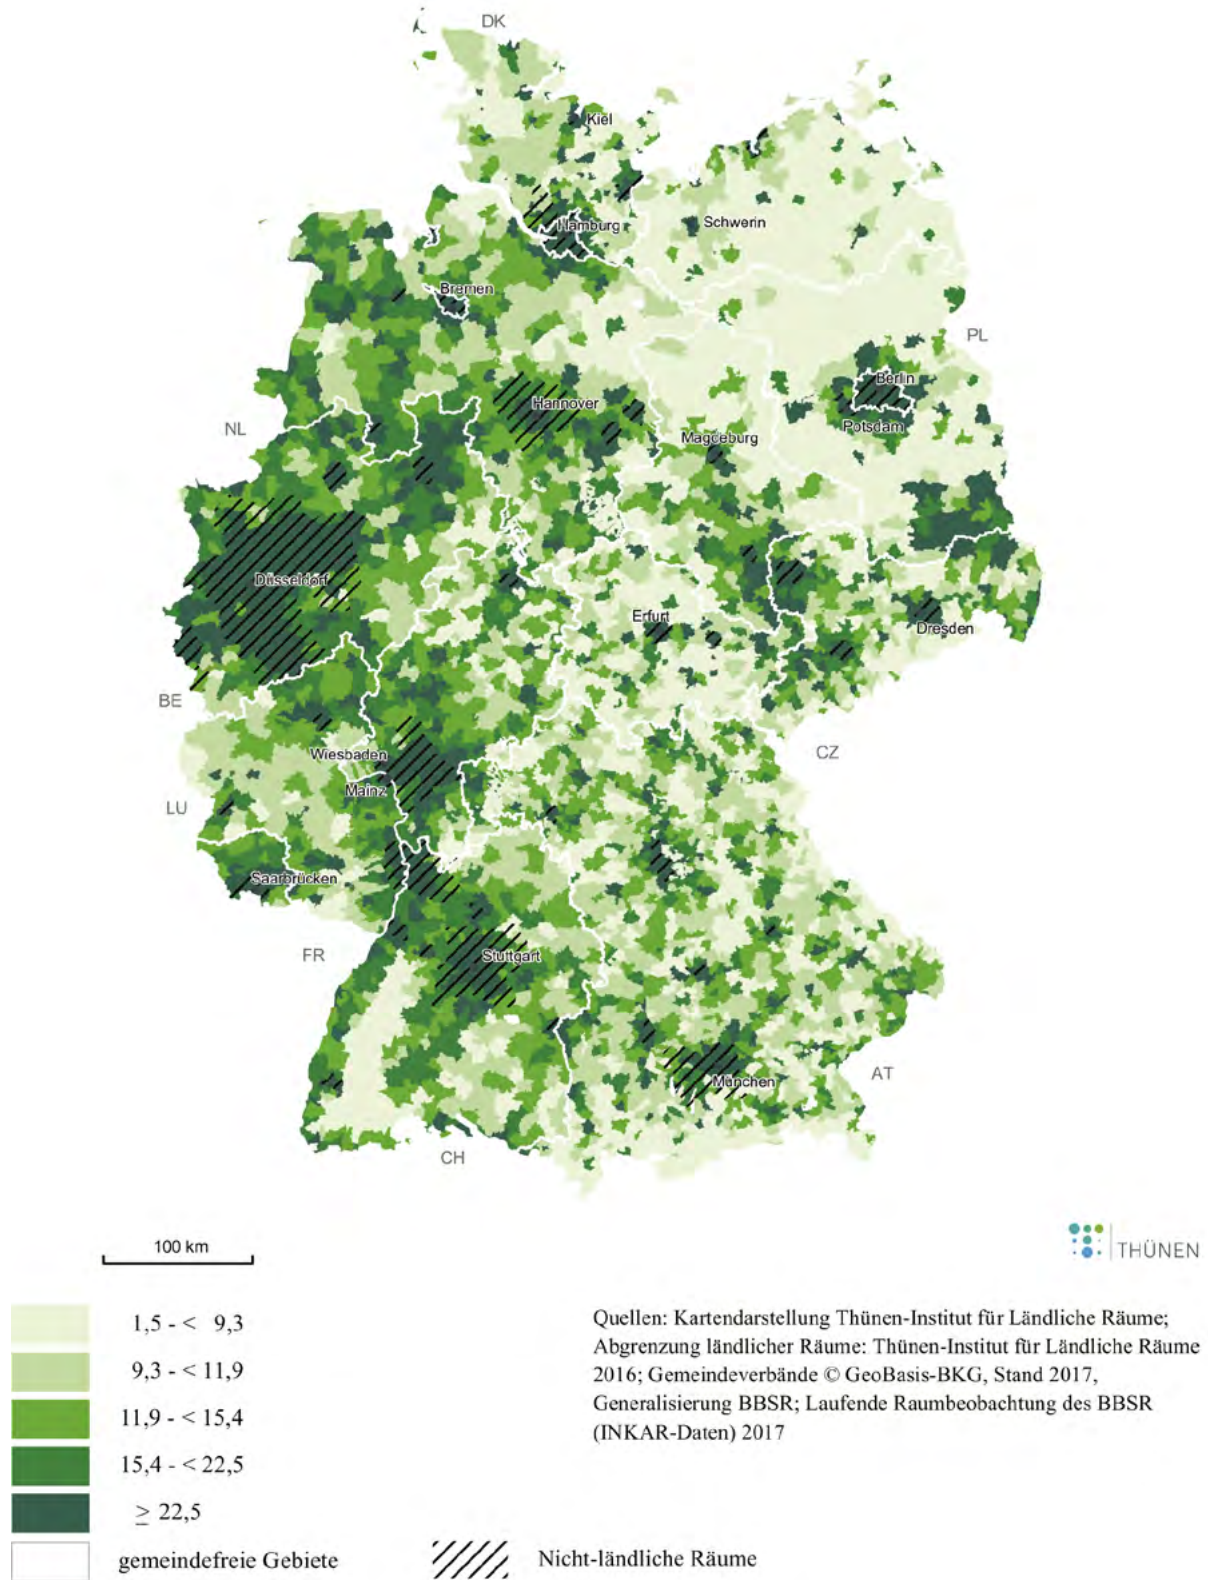 DK
Kiel
Hamburg
Schwerin
Bremen
PL
Berlin
Hannover
Potsdam
NL
Magdeburg
Düsseldorf
Erfurt
Dresden
BE
Wiesbaden
CZ
Mainz
LU
Saarbrücken
FR
Stuttgart
AT
München
CH
100 km
THÜNEN
1,5 - < 9,3
9,3 - < 11,9
11,9 - < 15,4
15,4 - < 22,5
≥ 22,5
gemeindefreie Gebiete
Nicht-ländliche Räume
Quellen: Kartendarstellung Thünen-Institut für Ländliche Räume;
Abgrenzung ländlicher Räume: Thünen-Institut für Ländliche Räume
2016; Gemeindeverbände © GeoBasis-BKG, Stand 2017,
Generalisierung BBSR; Laufende Raumbeobachtung des BBSR
(INKAR-Daten) 2017